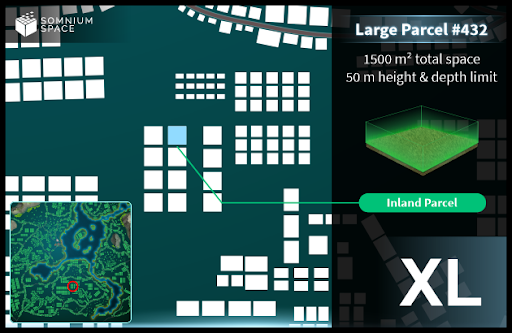 SOMNIUM
SPACE
Large Parcel #432
1500 m² total space
50 m height & depth limit
Inland Parcel
XL